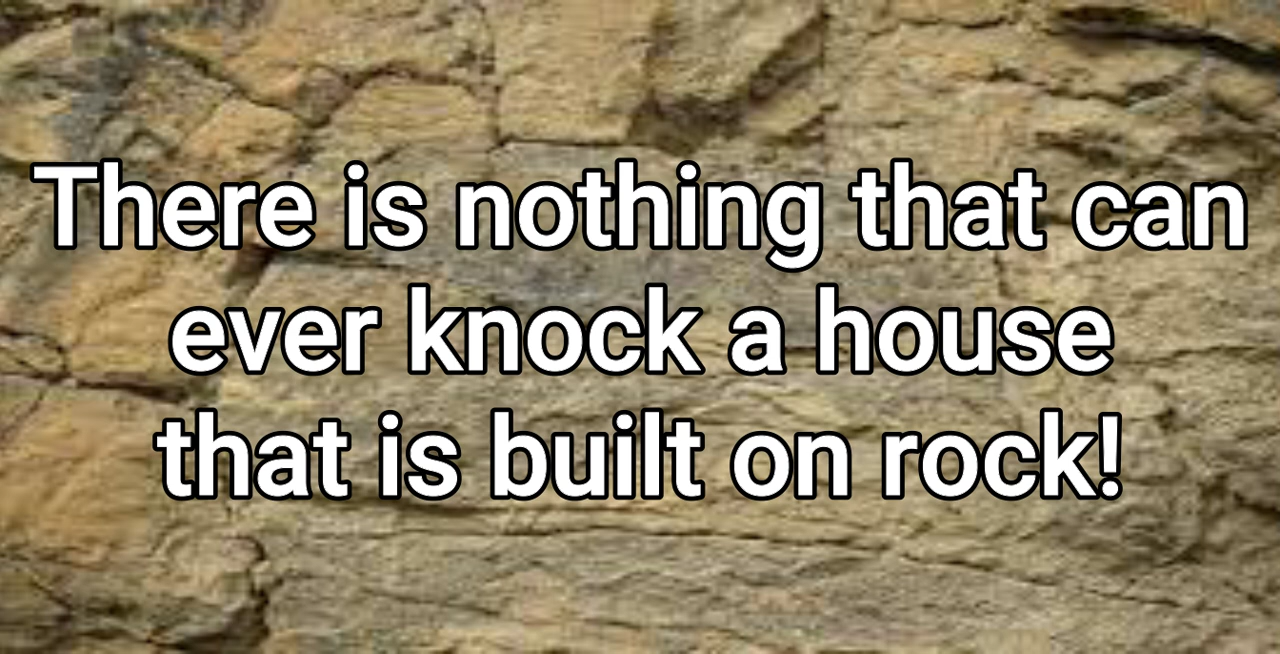 There is nothing that can
ever knock a house
that is built on rock!